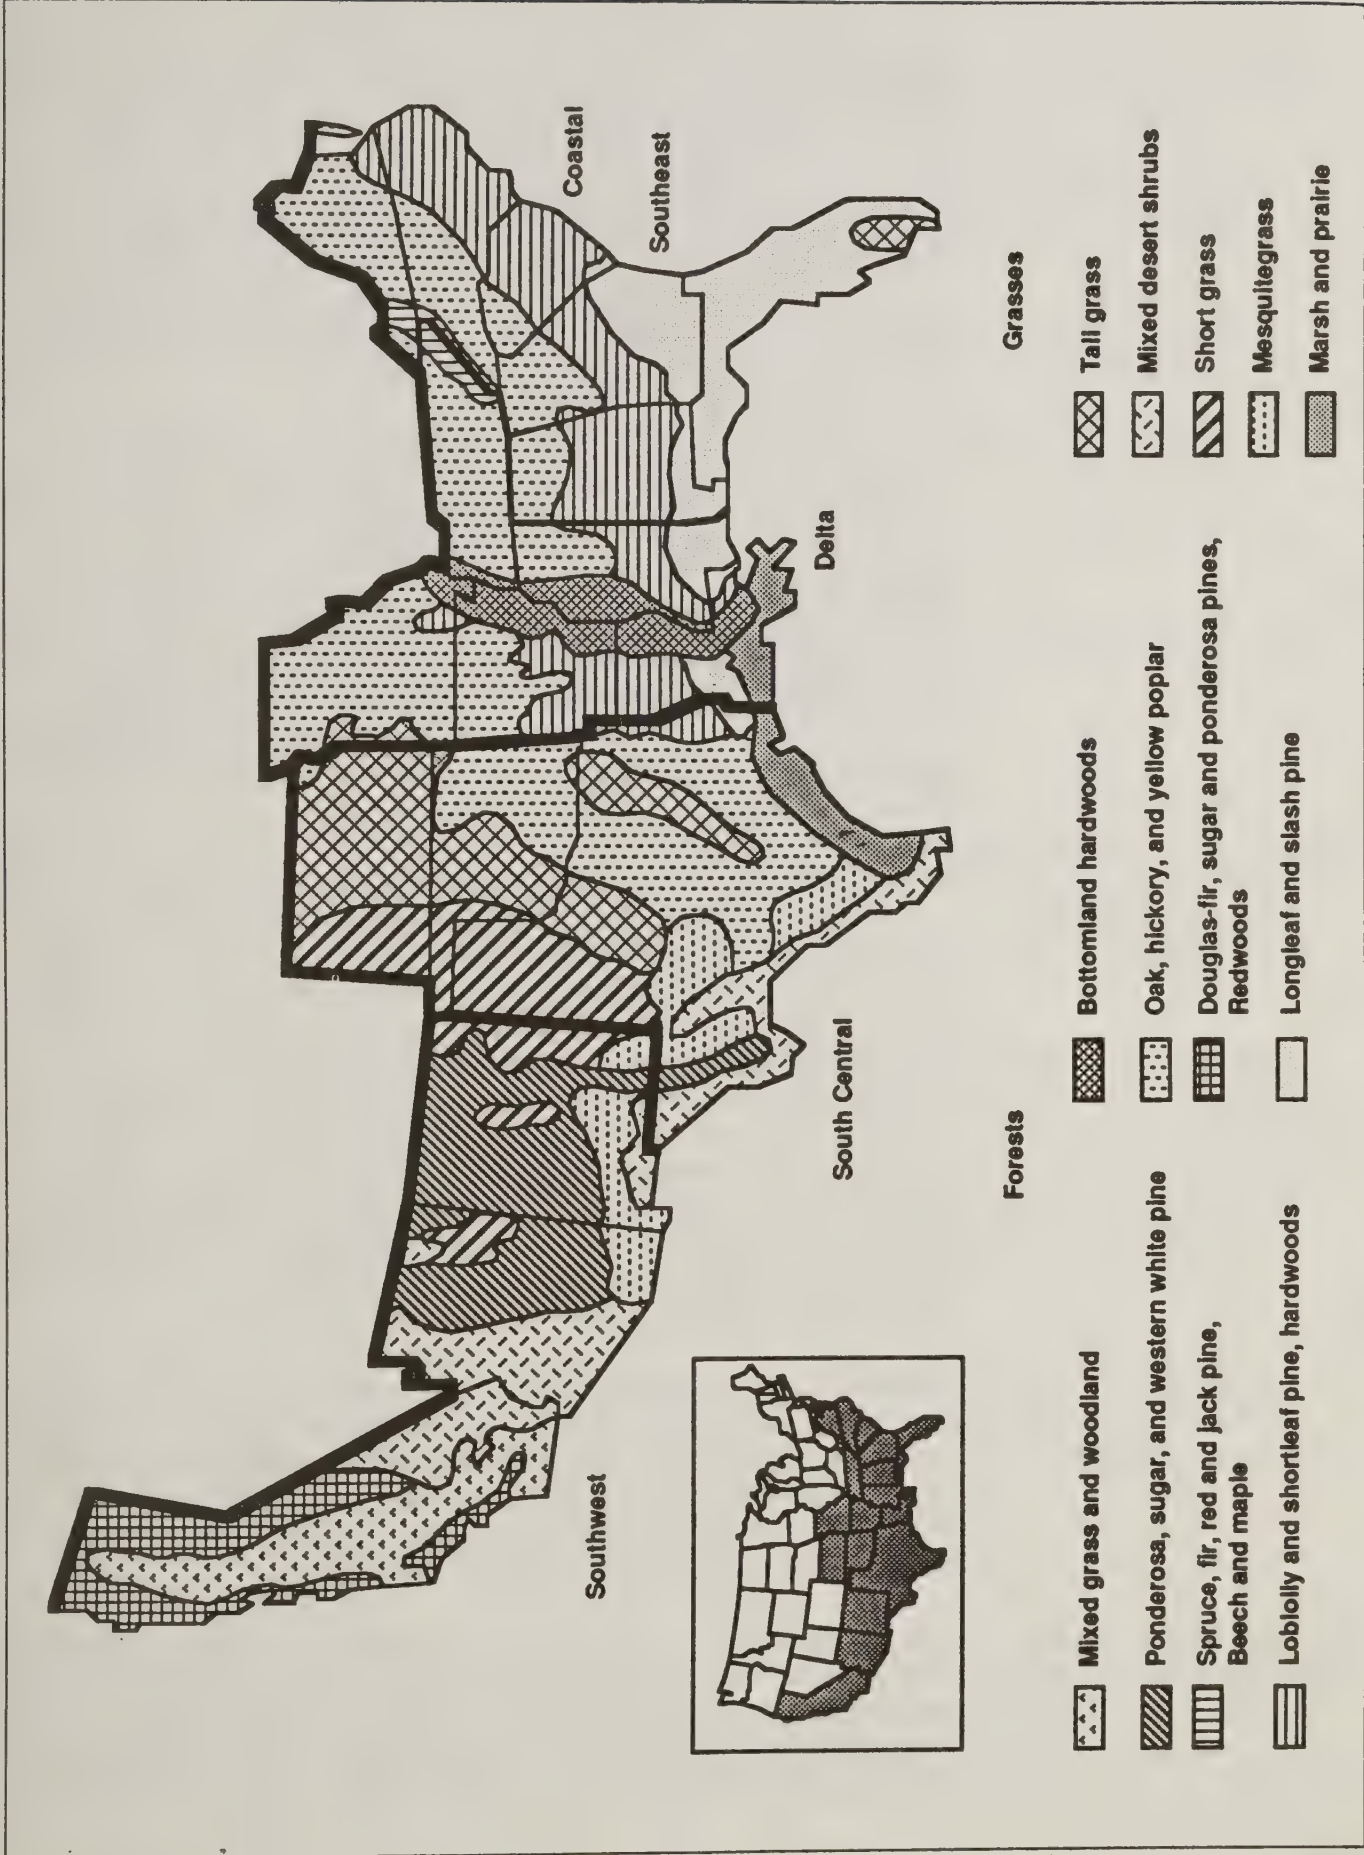 Coastal
Southeast
Delta
South Central
Southwest
Forests
Mixed grass and woodland
Ponderosa, sugar, and western white pine
Spruce, fir, red and jack pine,
Beech and maple
Loblolly and shortleaf pine, hardwoods
Bottomland hardwoods
Oak, hickory, and yellow poplar
Douglas-fir, sugar and ponderosa pines,
Redwoods
Longleaf and slash pine
Grasses
Tall grass
Mixed desert shrubs
Short grass
Mesquitegrass
Marsh and prairie